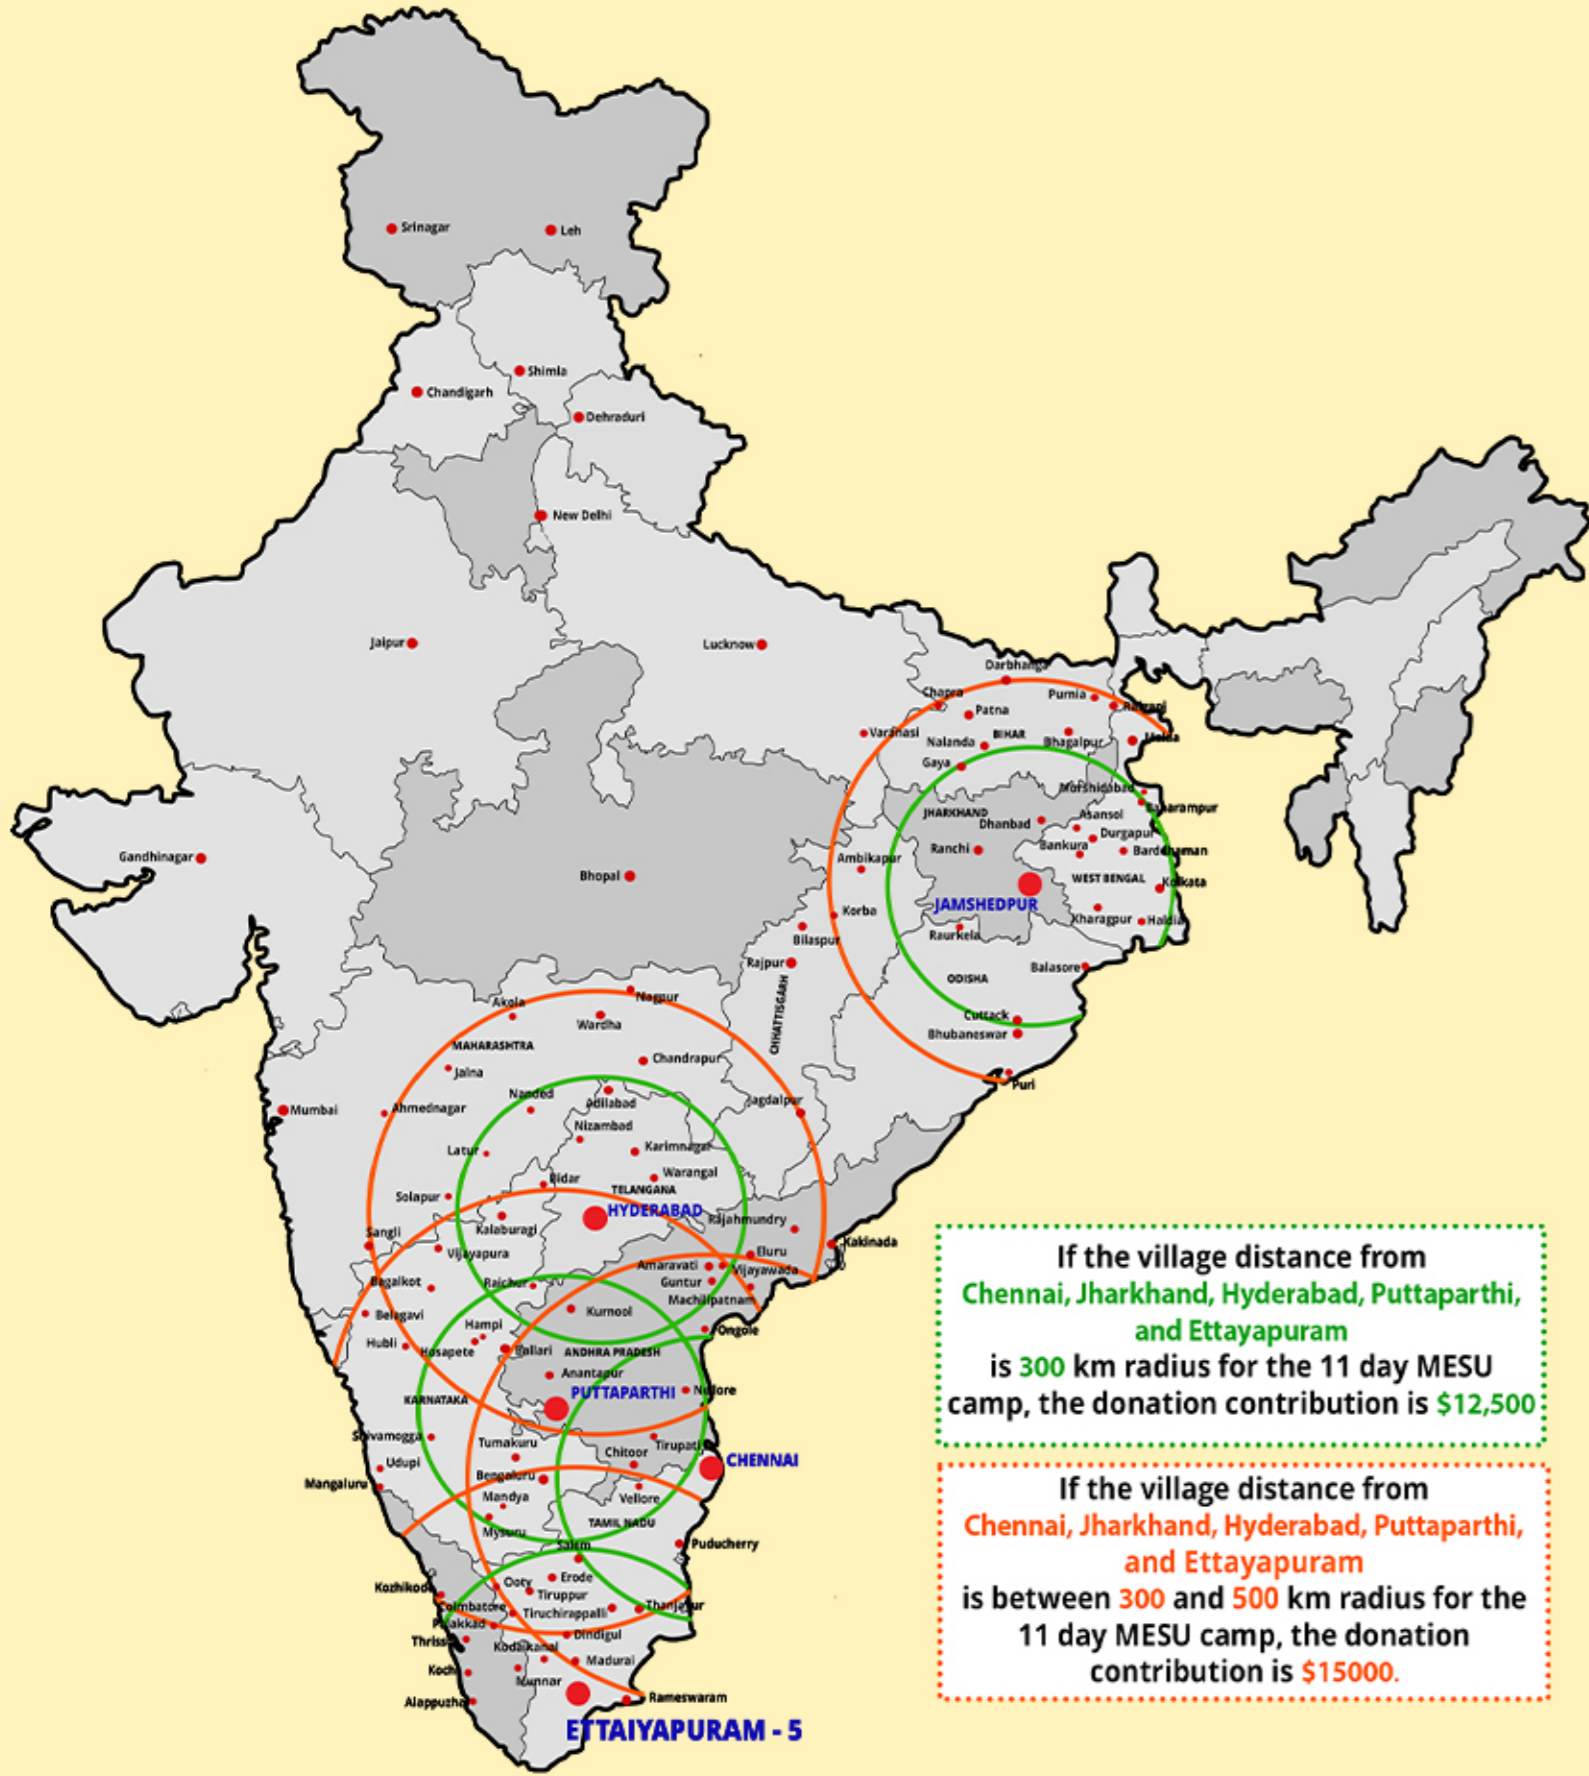 Srinagar
Leh
Shimla
Chandigarh
Dehraduri
New Delhi
Jaipur
Lucknow
Darbhanga
Chapra
Purnia
Patna
Raiganj
Varanasi
BIHAR
Malda
Nalanda
Bhagalpur
Gaya
Morshidabad
Baharampur
JHARKHAND
Asansol
Dhanbad
Durgapur
Ranchi
Bankura
Bardhaman
Gandhinagar
Ambikapur
Bhopal
WEST BENGAL
Kolkata
JAMSHEDPUR
Korba
Kharagpur
Haldia
Bilaspur
Raurkela
Rajpur
Balasore
ODISHA
Akola
Nagpur
CHHATTISGARH
Cuttack
Wardha
Bhubaneswar
MAHARASHTRA
Chandrapur
Jalna
Puri
Nanded
Adilabad
Jagdalpur
Mumbai
Ahmednagar
Nizambad
Latur
Karimnagar
Bidar
Warangal
TELANGANA
Solapur
HYDERABAD
Rajahmundry
Kalaburagi
Sangli
Kakinada
Vijayapura
Eluru
Amaravati
Vijayawada
Bagalkot
Raichur
Guntur
Machilipatnam
Belagavi
Kurnool
Hampi
Ongole
Hubli
Hosapete
Ballari
ANDHRA PRADESH
Anantapur
PUTTAPARTHI
Nellore
KARNATAKA
Shivamogga
Tumakuru
Chitoor
Tirupati
Udupi
CHENNAI
Bengaluru
Mangaluru
Mandya
Vellore
Mysuru
TAMIL NADU
Salem
Puducherry
Ooty
Erode
Kozhikode
Tiruppur
Coimbatore
Tiruchirappalli
Thanjavur
Palakkad
Thrissur
Kodaikanal
Dindigul
Kochi
Madurai
Munnar
Alappuzha
Rameswaram
ETTAIYAPURAM - 5
If the village distance from
Chennai, Jharkhand, Hyderabad, Puttaparthi,
and Ettayapuram
is 300 km radius for the 11 day MESU
camp, the donation contribution is $12,500
If the village distance from
Chennai, Jharkhand, Hyderabad, Puttaparthi,
and Ettayapuram
is between 300 and 500 km radius for the
11 day MESU camp, the donation
contribution is $15000.